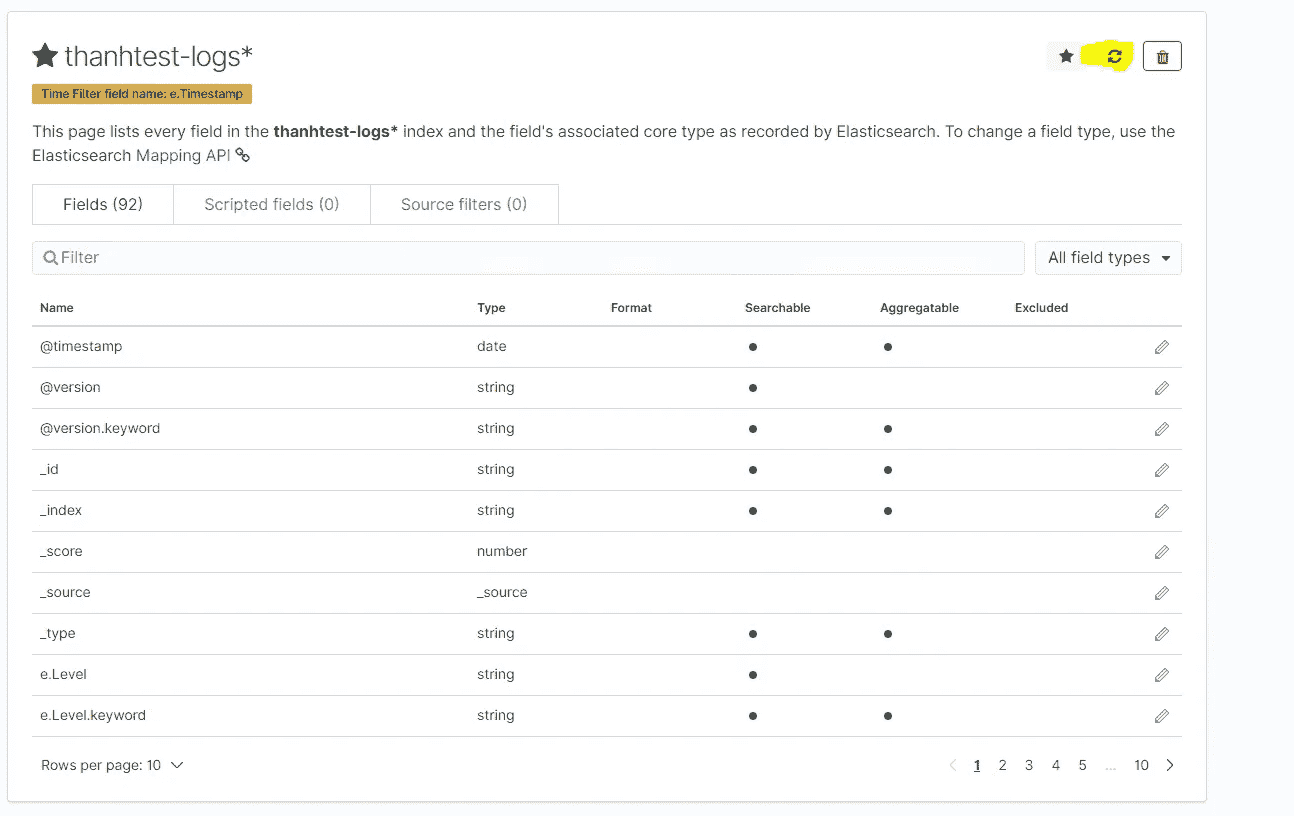 thanhtest-logs*
Time Filter field name: e.Timestamp
This page lists every field in the thanhtest-logs* index and the field's associated core type as recorded by Elasticsearch. To change a field type, use the
Elasticsearch Mapping API
Fields (92) Scripted fields (0) Source filters (0)
Filter All field types
Name Type Format Searchable Aggregatable Excluded
@timestamp date
@version string
@version.keyword string
_id string
_index string
_score number
_source _source
_type string
e.Level string
e.Level.keyword string
Rows per page: 10 1 2 3 4 5 ... 10